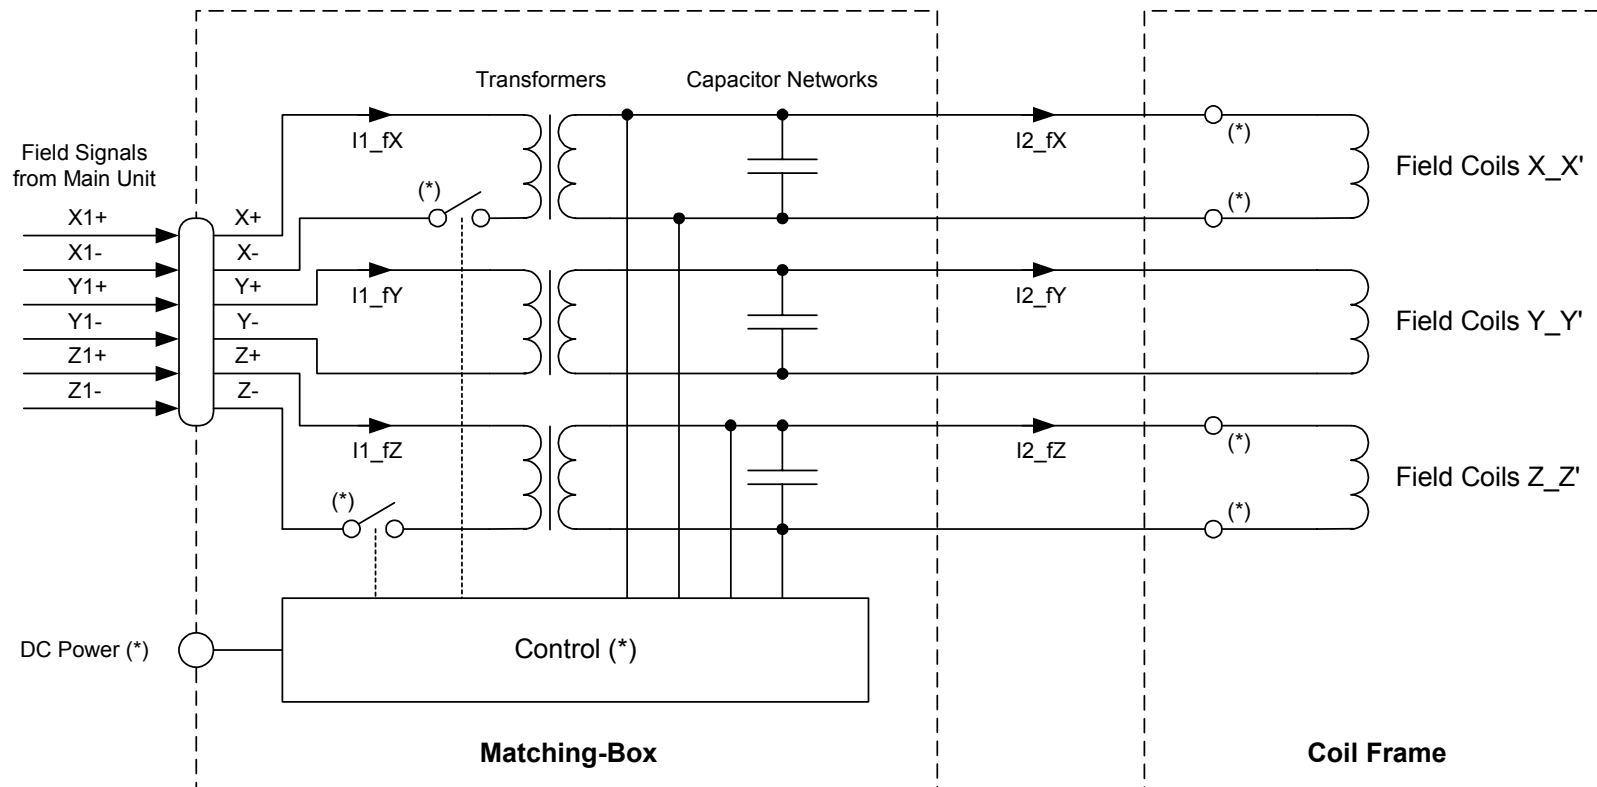 Transformers
Capacitor Networks
Field Signals
from Main Unit
X1+
X1-
Y1+
Y1-
Z1+
Z1-
X+
X-
Y+
Y-
Z+
Z-
I1_fX
(*)
I2_fX
(*)
(*)
Field Coils X_X'
I1_fY
I2_fY
Field Coils Y_Y'
I1_fZ
(*)
I2_fZ
(*)
(*)
Field Coils Z_Z'
DC Power (*)
Control (*)
Matching-Box
Coil Frame